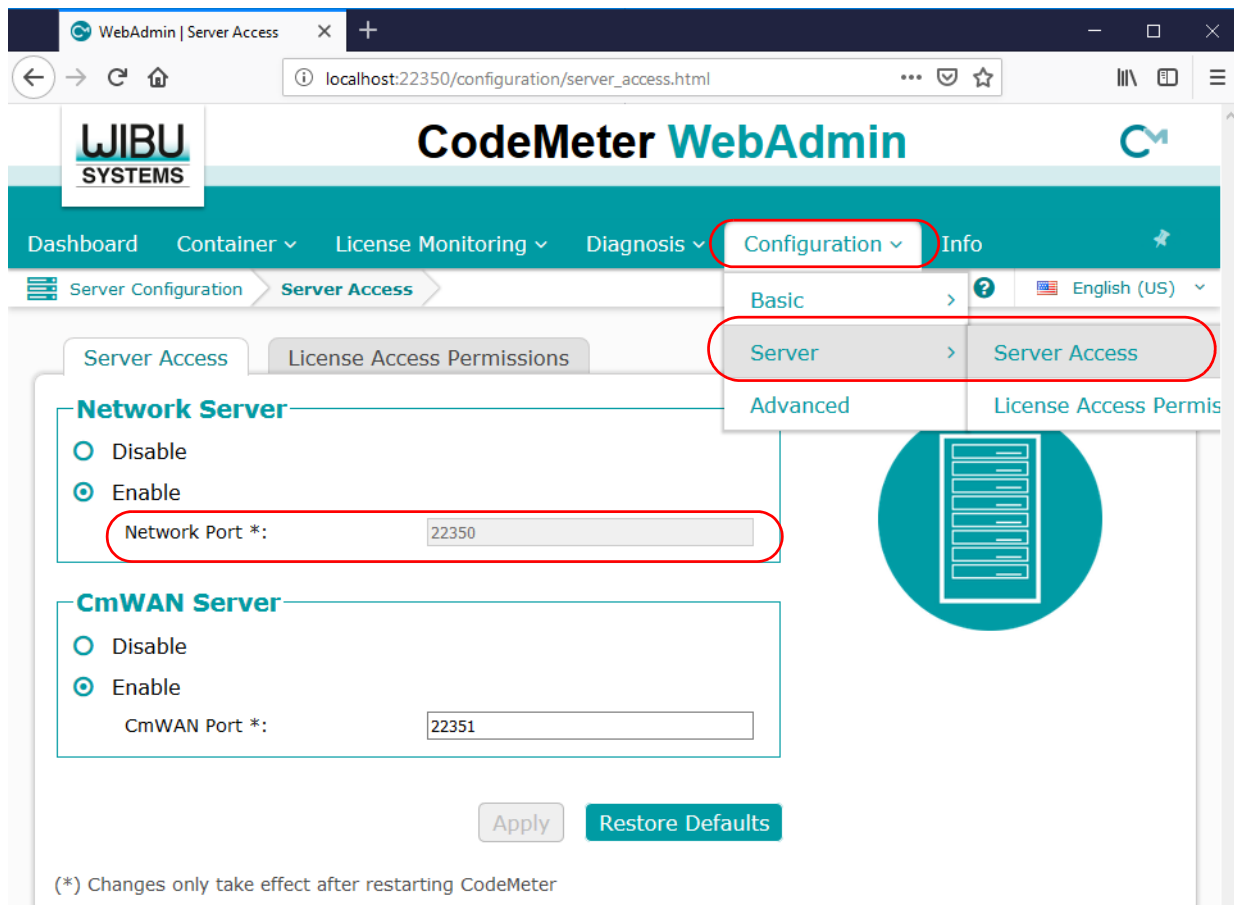 WebAdmin | Server Access
localhost:22350/configuration/server_access.html
WIBU
SYSTEMS
CodeMeter WebAdmin
Dashboard Container License Monitoring Diagnosis Configuration Info
Server Configuration Server Access ? English (US)
Basic
Server Server Access
Advanced License Access Permis
Server Access License Access Permissions
Network Server
Disable
Enable
Network Port *: 22350
CmWAN Server
Disable
Enable
CmWAN Port *: 22351
Apply Restore Defaults
(*) Changes only take effect after restarting CodeMeter